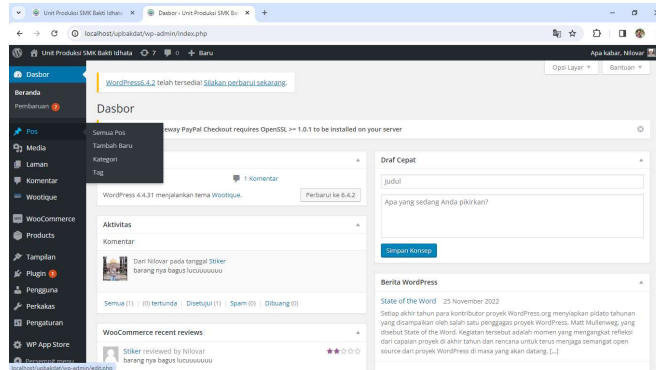 Unit Produksi SMK Bakti Idhata
Dasbor ‹ Unit Produksi SMK Ba
localhost/upbakdat/wp-admin/index.php
Unit Produksi SMK Bakti Idhata 7 0 + Baru
Apa kabar, Nilovar
Opsi Layar
Bantuan
Dasbor
Beranda
Pembaruan 7
Pos
Media
Laman
Komentar
Wootique
WooCommerce
Products
Tampilan
Plugin 1
Pengguna
Perkakas
Pengaturan
WP App Store
Persempit menu
Semua Pos
Tambah Baru
Kategori
Tag
WordPress6.4.2 telah tersedia! Silakan perbarui sekarang.
Dasbor
eway PayPal Checkout requires OpenSSL >= 1.0.1 to be installed on your server
1 Komentar
WordPress 4.4.31 menjalankan tema Wootique.
Perbarui ke 6.4.2
Aktivitas
Komentar
Dari Nilovar pada tanggal Stiker
barang nya bagus lucuuuuuuu
Semua (1) | (0) tertunda | Disetujui (1) | Spam (0) | Dibuang (0)
WooCommerce recent reviews
Stiker reviewed by Nilovar
barang nya bagus lucuuuuuuu
Draf Cepat
Judul
Apa yang sedang Anda pikirkan?
Simpan Konsep
Berita WordPress
State of the Word 25 November 2022
Setiap akhir tahun para kontributor proyek WordPress.org menyiapkan pidato tahunan
yang disampaikan oleh salah satu penggagas proyek WordPress. Matt Mullenweg, yang
disebut State of the Word. Kegiatan tersebut adalah momen yang mengangkat refleksi
dari capaian proyek di akhir tahun dan rencana untuk terus menjaga semangat open
source dari proyek WordPress di masa yang akan datang. [...]
localhost/upbakdat/wp-admin/edit.php